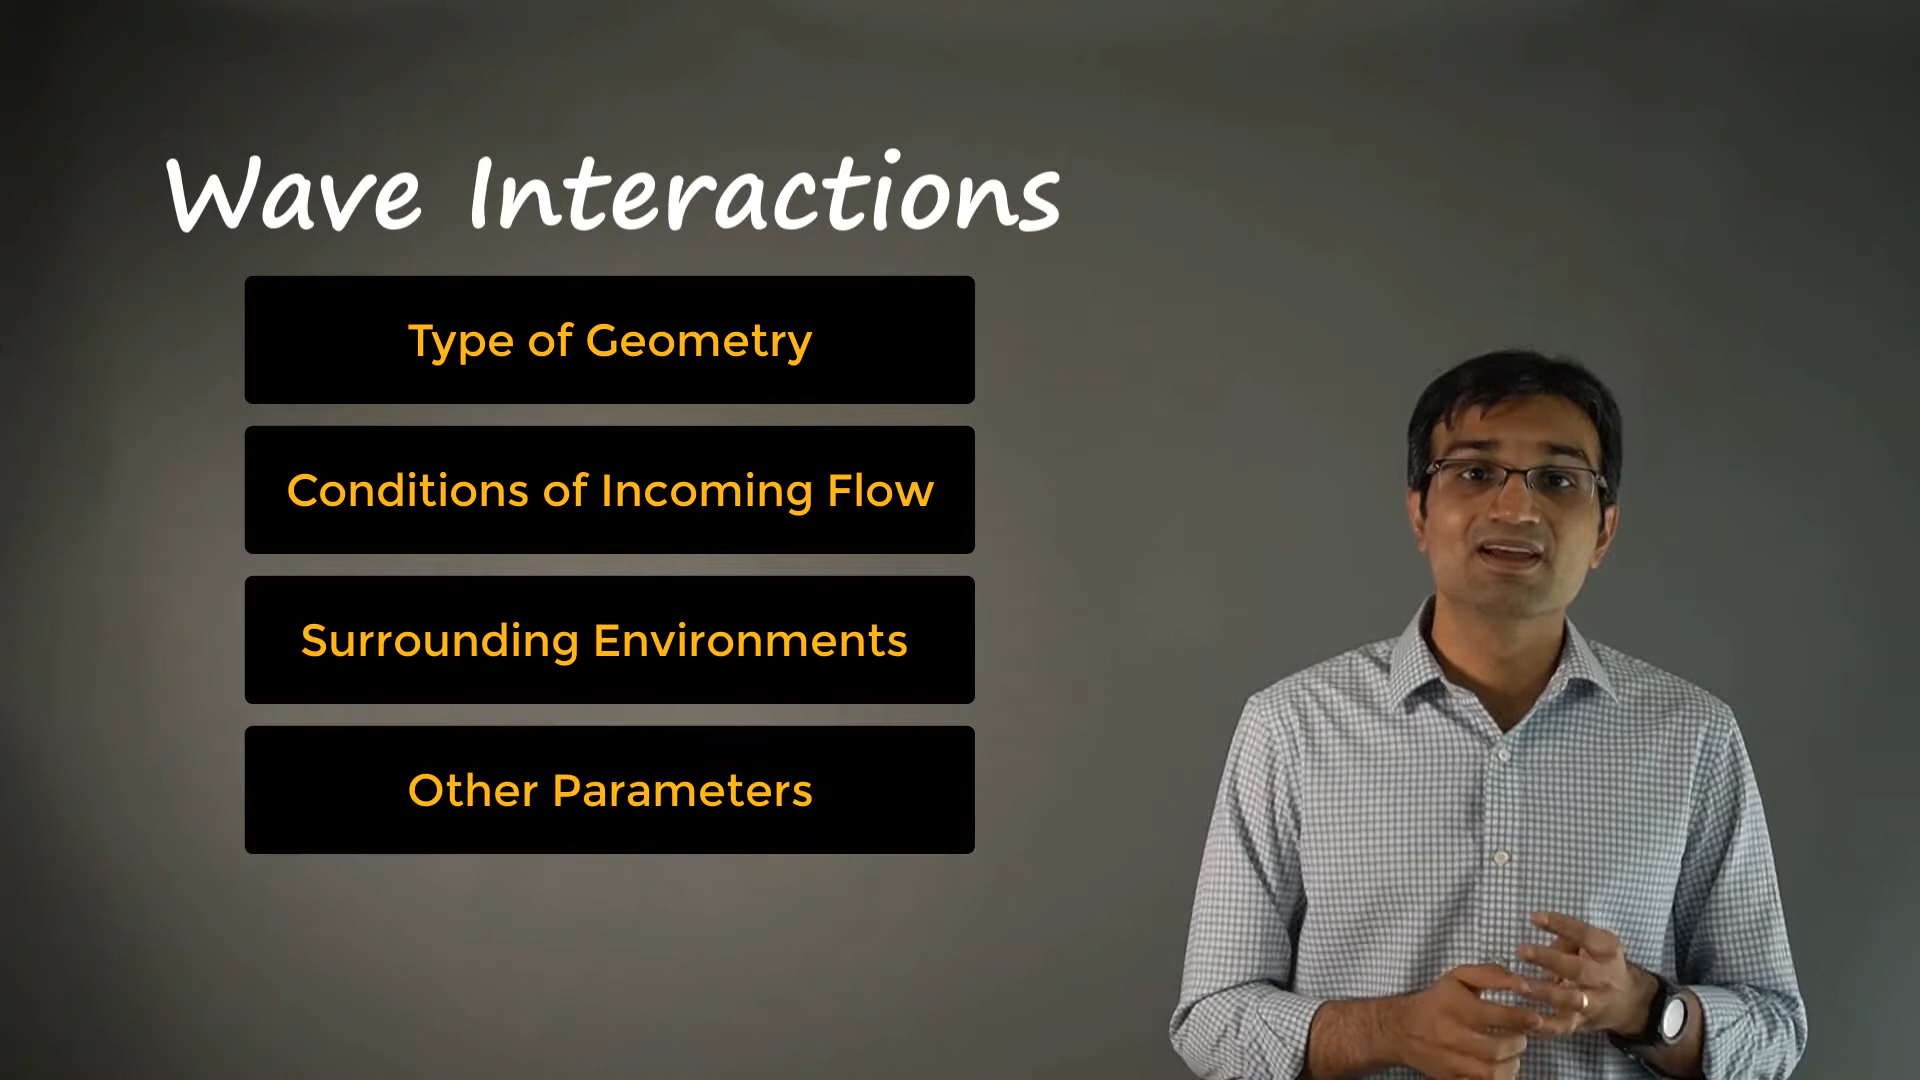 Wave Interactions
Type of Geometry
Conditions of Incoming Flow
Surrounding Environments
Other Parameters